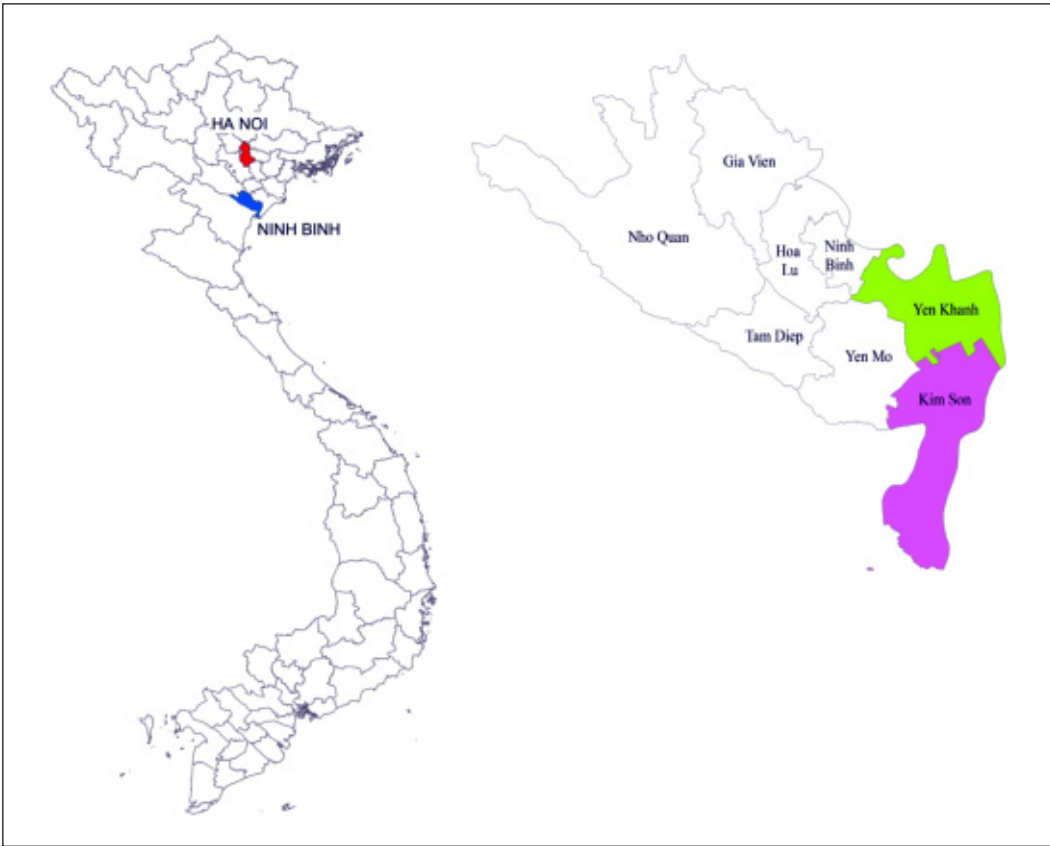 HA NOI
NINH BINH
Gia Vien
Nho Quan
Hoa
Lu
Ninh
Binh
Yen Khanh
Tam Diep
Yen Mo
Kim Son